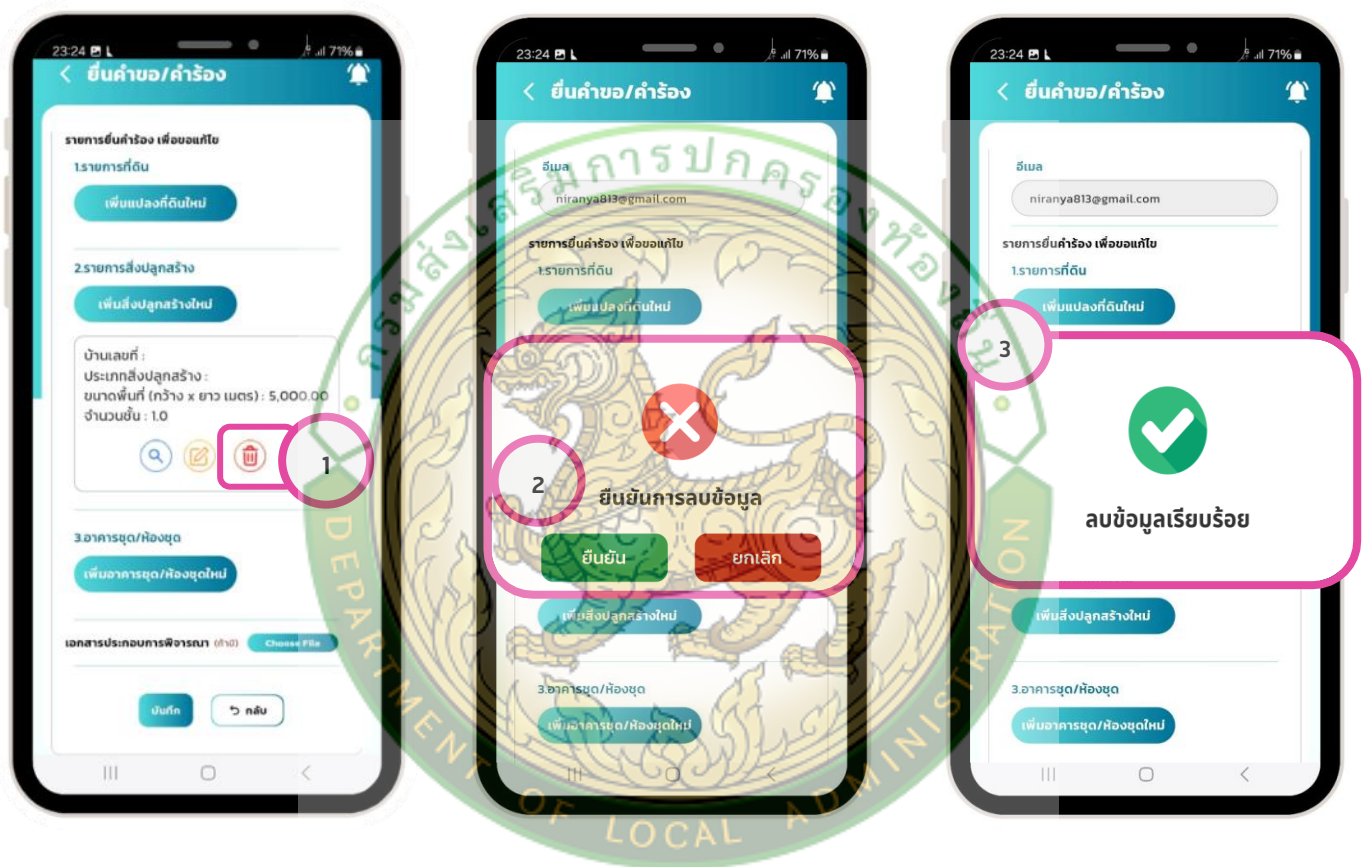 23:24
71%
ยื่นคำขอ/คำร้อง
รายการยื่นคำร้อง เพื่อขอแก้ไข
1.รายการที่ดิน
เพิ่มแปลงที่ดินใหม่
2.รายการสิ่งปลูกสร้าง
เพิ่มสิ่งปลูกสร้างใหม่
บ้านเลขที่ :
ประเภทสิ่งปลูกสร้าง :
ขนาดพื้นที่ (กว้าง x ยาว เมตร) : 5,000.00
จำนวนชั้น : 1.0
1
3.อาคารชุด/ห้องชุด
เพิ่มอาคารชุด/ห้องชุดใหม่
เอกสารประกอบการพิจารณา (ถ้ามี) Choose File
บันทึก
กลับ
23:24
71%
ยื่นคำขอ/คำร้อง
อีเมล
niranya813@gmail.com
รายการยื่นคำร้อง เพื่อขอแก้ไข
1.รายการที่ดิน
เพิ่มแปลงที่ดินใหม่
2
ยืนยันการลบข้อมูล
ยืนยัน
ยกเลิก
เพิ่มสิ่งปลูกสร้างใหม่
3.อาคารชุด/ห้องชุด
เพิ่มอาคารชุด/ห้องชุดใหม่
23:24
71%
ยื่นคำขอ/คำร้อง
อีเมล
niranya813@gmail.com
รายการยื่นคำร้อง เพื่อขอแก้ไข
1.รายการที่ดิน
เพิ่มแปลงที่ดินใหม่
3
ลบข้อมูลเรียบร้อย
เพิ่มสิ่งปลูกสร้างใหม่
3.อาคารชุด/ห้องชุด
เพิ่มอาคารชุด/ห้องชุดใหม่
กรมส่งเสริมการปกครองท้องถิ่น
DEPARTMENT OF LOCAL ADMINISTRATION